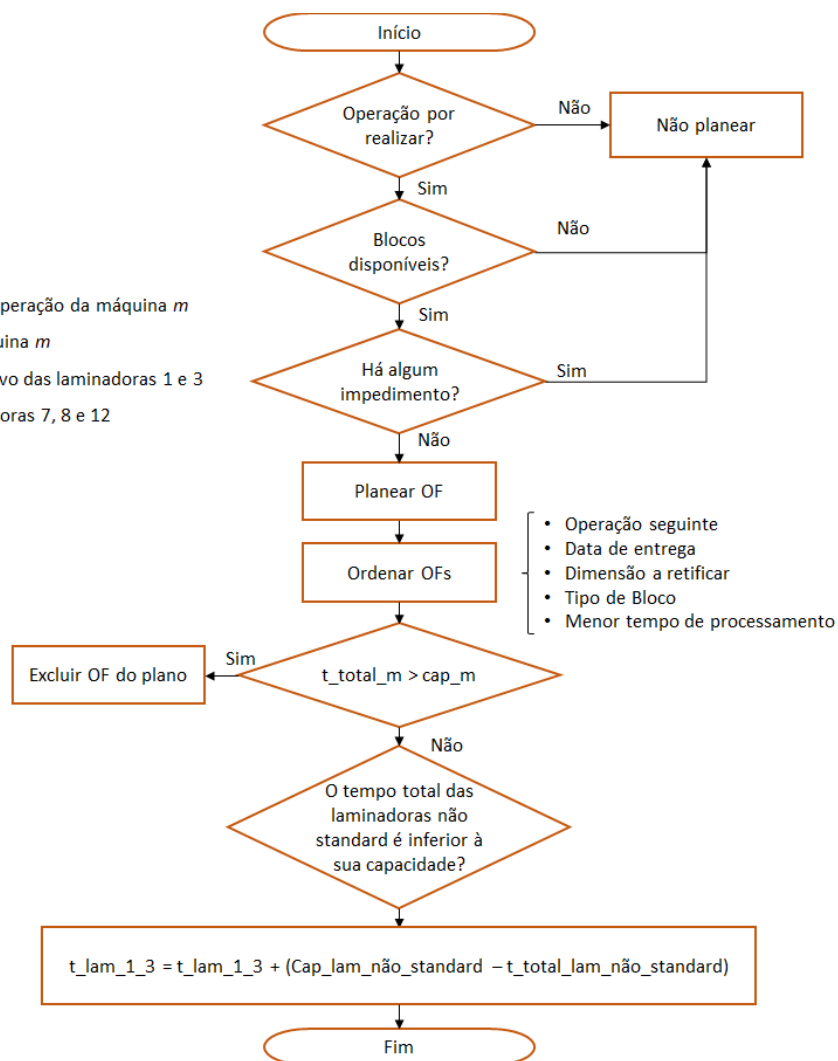 Início
Operação por
realizar?
Não
Não planear
Sim
Blocos
disponíveis?
Não
Sim
peração da máquina m
uina m
vo das laminadoras 1 e 3
oras 7, 8 e 12
Há algum
impedimento?
Sim
Não
Planear OF
Ordenar OFs
• Operação seguinte
• Data de entrega
• Dimensão a retificar
• Tipo de Bloco
• Menor tempo de processamento
Excluir OF do plano
Sim
t_total_m > cap_m
Não
O tempo total das
laminadoras não
standard é inferior à
sua capacidade?
t_lam_1_3 = t_lam_1_3 + (Cap_lam_não_standard – t_total_lam_não_standard)
Fim